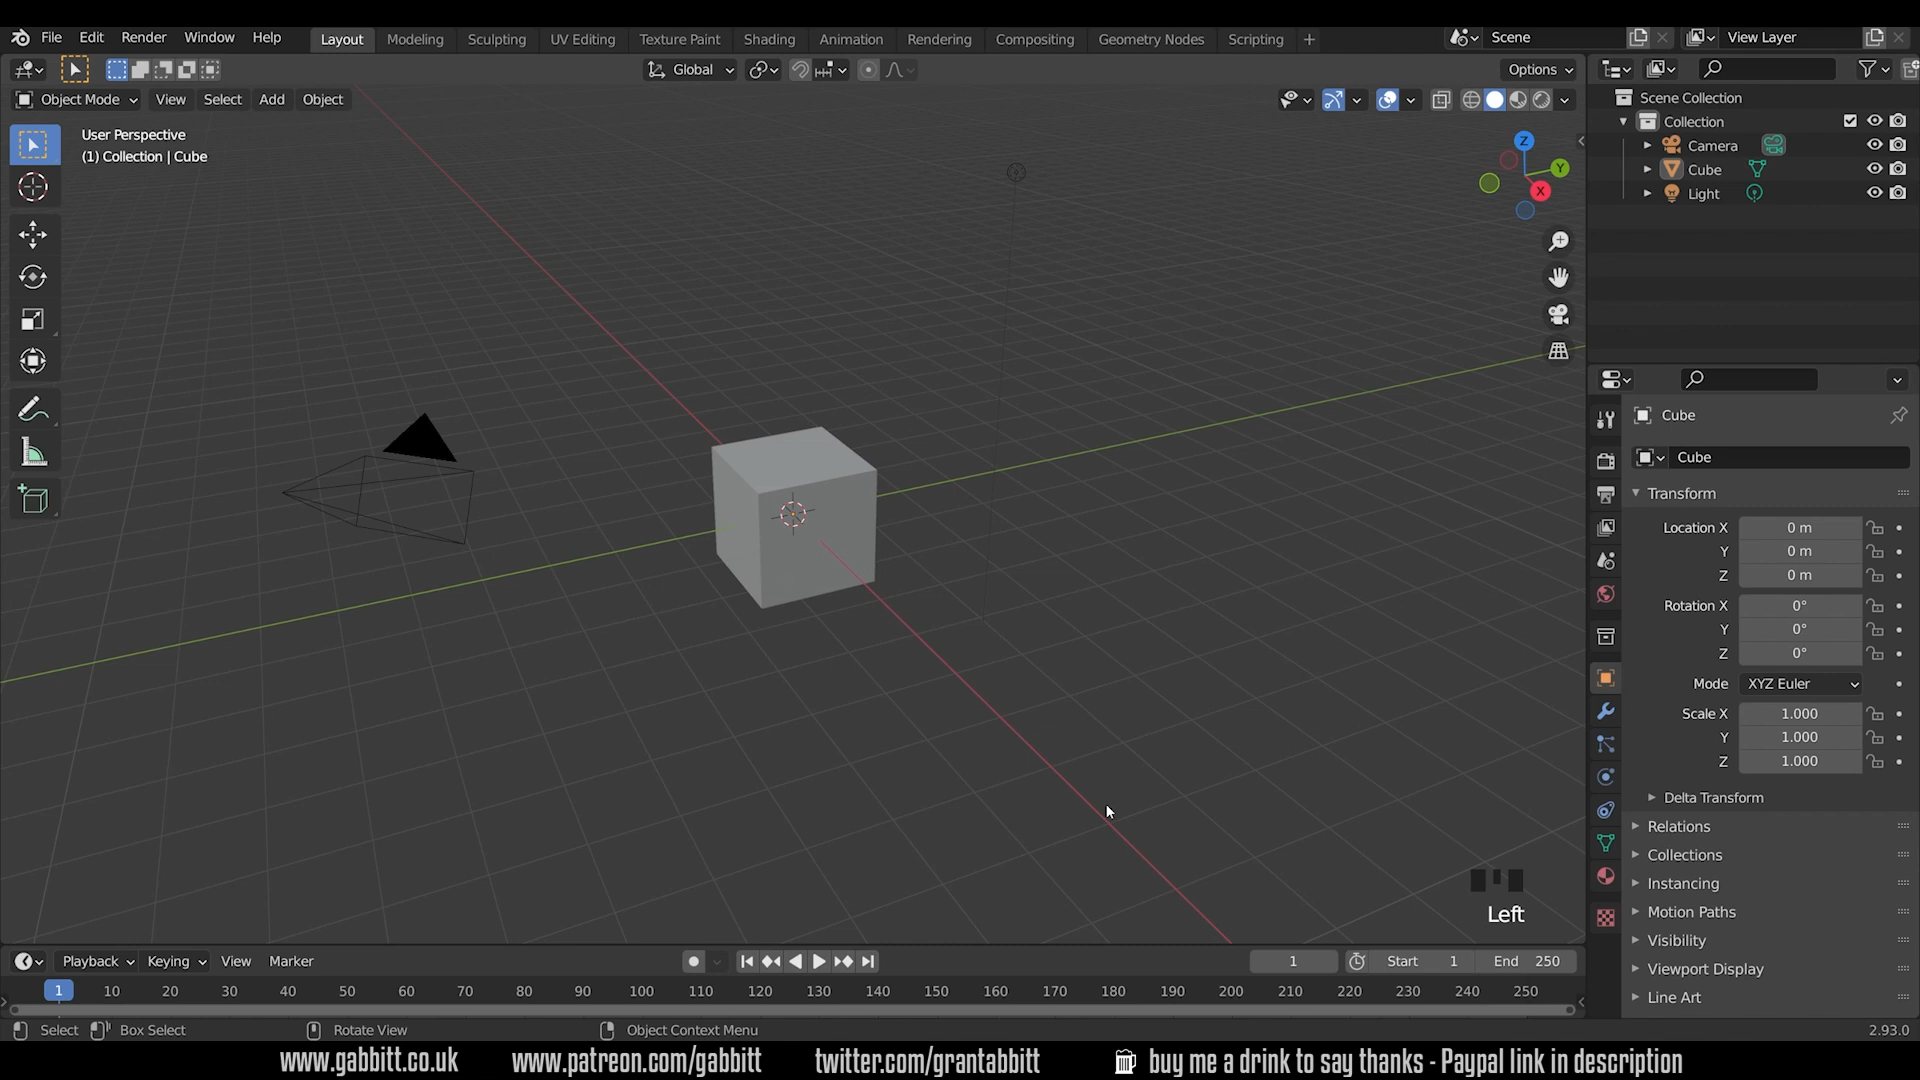 File Edit Render Window Help Layout Modeling Sculpting UV Editing Texture Paint Shading Animation Rendering Compositing Geometry Nodes Scripting + Scene View Layer
Global Options
Object Mode View Select Add Object
User Perspective
(1) Collection | Cube
Z
Y
X
Scene Collection
Collection
Camera
Cube
Light
Cube
Cube
Transform
Location X 0 m
Y 0 m
Z 0 m
Rotation X 0°
Y 0°
Z 0°
Mode XYZ Euler
Scale X 1.000
Y 1.000
Z 1.000
Delta Transform
Relations
Collections
Instancing
Motion Paths
Visibility
Viewport Display
Line Art
Left
Playback Keying View Marker 1 Start 1 End 250
1 10 20 30 40 50 60 70 80 90 100 110 120 130 140 150 160 170 180 190 200 210 220 230 240 250
Select Box Select Rotate View Object Context Menu 2.93.0
www.gabbitt.co.uk www.patreon.com/gabbitt twitter.com/grantabbitt buy me a drink to say thanks - Paypal link in description